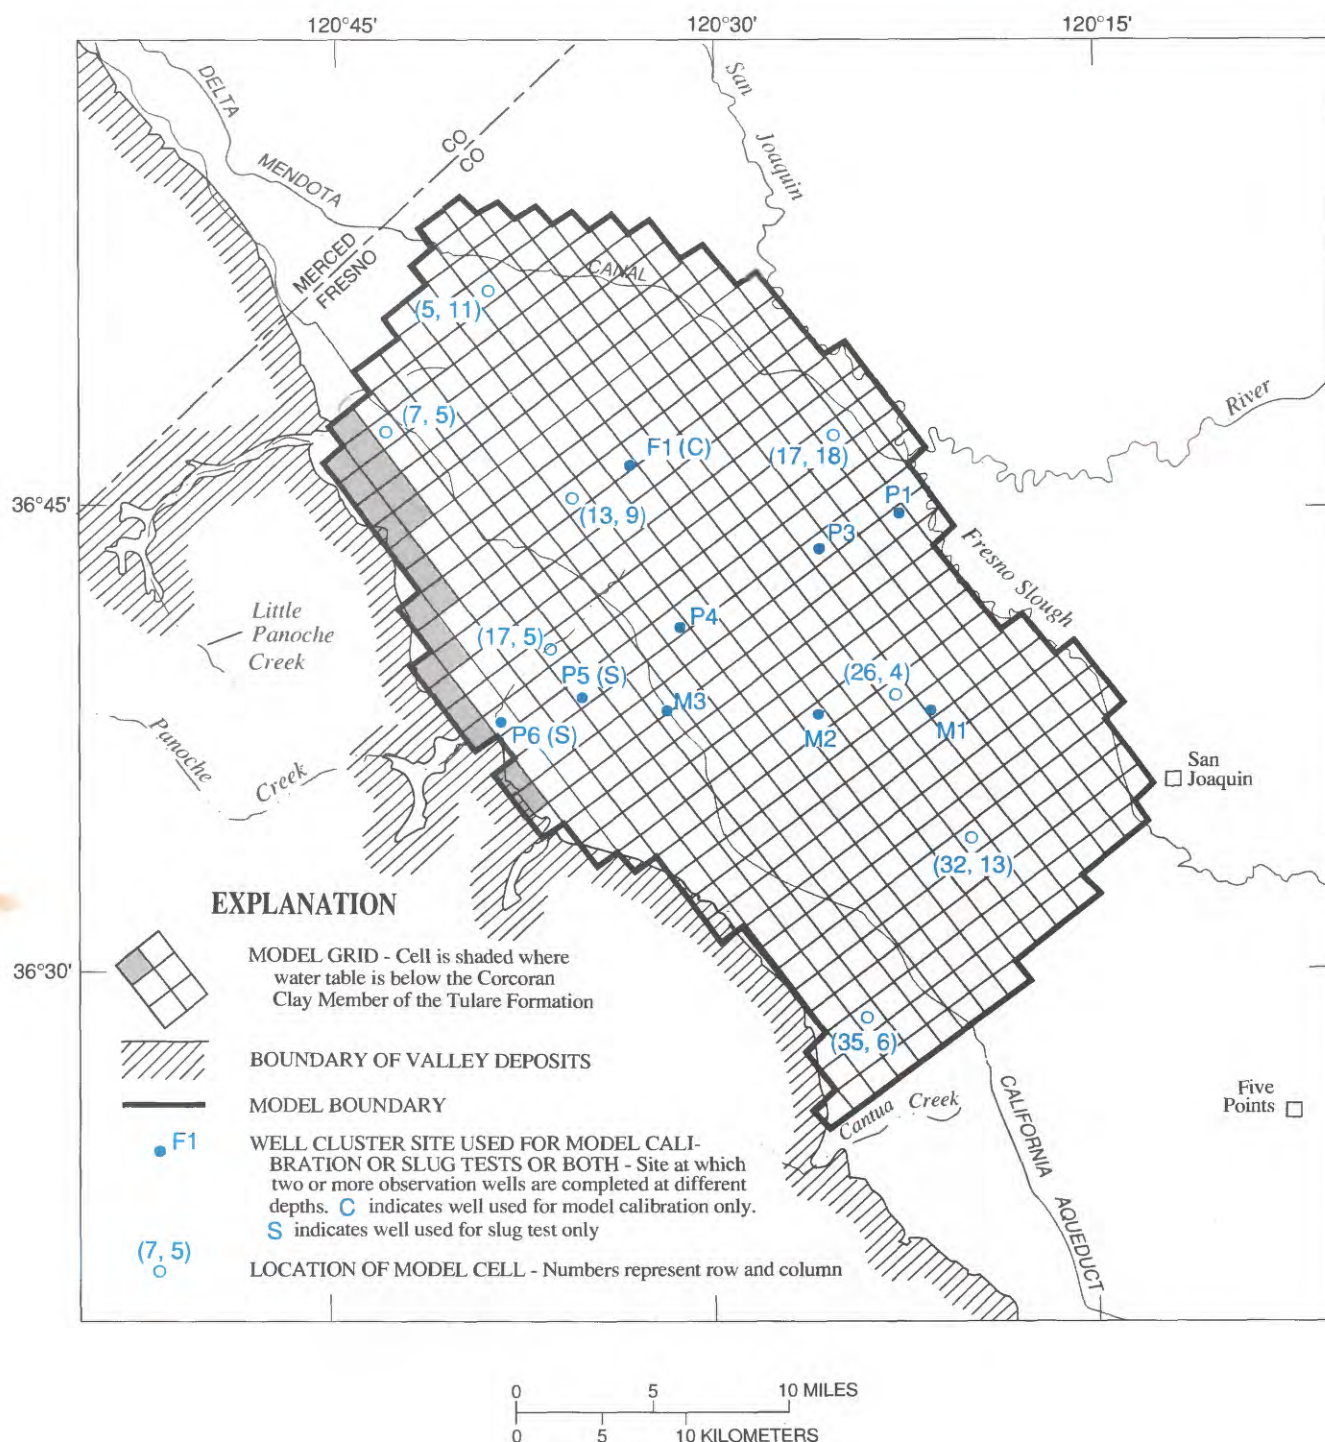 120°45'
120°30'
120°15'
DELTA
MENDOTA
CANAL
CO
CO
MERCED
FRESNO
San
Joaquin
River
(5, 11)
(7, 5)
F1 (C)
(17, 18)
36°45'
(13, 9)
P1
P3
Fresno Slough
Little
Panoche
Creek
P4
(17, 5)
(26, 4)
P5 (S)
M3
P6 (S)
M2
M1
Panoche
Creek
San
Joaquin
(32, 13)
36°30'
(35, 6)
Cantua Creek
CALIFORNIA
AQUEDUCT
Five
Points
EXPLANATION
MODEL GRID - Cell is shaded where
water table is below the Corcoran
Clay Member of the Tulare Formation
BOUNDARY OF VALLEY DEPOSITS
MODEL BOUNDARY
F1
WELL CLUSTER SITE USED FOR MODEL CALI-
BRATION OR SLUG TESTS OR BOTH - Site at which
two or more observation wells are completed at different
depths. C indicates well used for model calibration only.
S indicates well used for slug test only
(7, 5)
LOCATION OF MODEL CELL - Numbers represent row and column
0 5 10 MILES
0 5 10 KILOMETERS